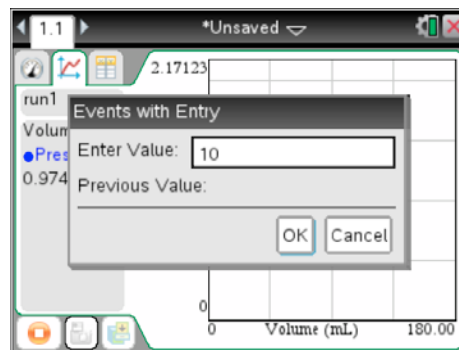 1.1
*Unsaved
2.17123
run1
Volum
Pres
0.974
Events with Entry
Enter Value: 10
Previous Value:
OK Cancel
0
0 Volume (mL) 180.00